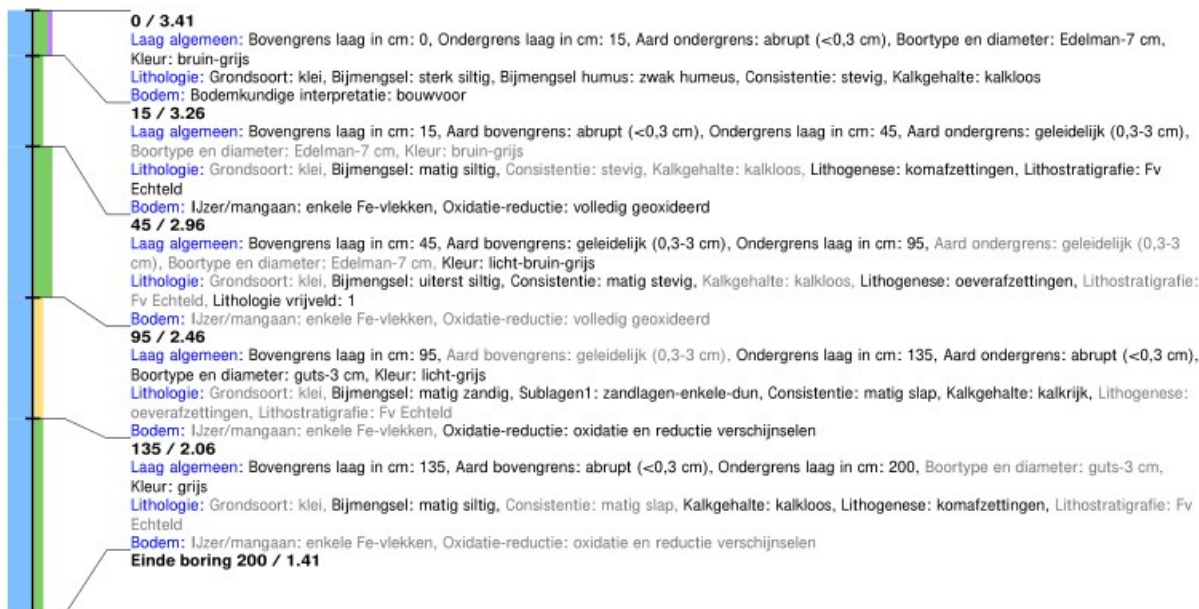 0 / 3.41
Laag algemeen: Bovengrens laag in cm: 0, Ondergrens laag in cm: 15, Aard ondergrens: abrupt (<0,3 cm), Boortype en diameter: Edelman-7 cm,
Kleur: bruin-grijs
Lithologie: Grondsoort: klei, Bijmengsel: sterk siltig, Bijmengsel humus: zwak humeus, Consistentie: stevig, Kalkgehalte: kalkloos
Bodem: Bodemkundige interpretatie: bouwvoor
15 / 3.26
Laag algemeen: Bovengrens laag in cm: 15, Aard bovengrens: abrupt (<0,3 cm), Ondergrens laag in cm: 45, Aard ondergrens: geleidelijk (0,3-3 cm),
Boortype en diameter: Edelman-7 cm, Kleur: bruin-grijs
Lithologie: Grondsoort: klei, Bijmengsel: matig siltig, Consistentie: stevig, Kalkgehalte: kalkloos, Lithogenese: komafzettingen, Lithostratigrafie: Fv
Echteld
Bodem: IJzer/mangaan: enkele Fe-vlekken, Oxidatie-reductie: volledig geoxideerd
45 / 2.96
Laag algemeen: Bovengrens laag in cm: 45, Aard bovengrens: geleidelijk (0,3-3 cm), Ondergrens laag in cm: 95, Aard ondergrens: geleidelijk (0,3-3
cm), Boortype en diameter: Edelman-7 cm, Kleur: licht-bruin-grijs
Lithologie: Grondsoort: klei, Bijmengsel: uiterst siltig, Consistentie: matig stevig, Kalkgehalte: kalkloos, Lithogenese: oeverafzettingen, Lithostratigrafie:
Fv Echteld, Lithologie vrijveld: 1
Bodem: IJzer/mangaan: enkele Fe-vlekken, Oxidatie-reductie: volledig geoxideerd
95 / 2.46
Laag algemeen: Bovengrens laag in cm: 95, Aard bovengrens: geleidelijk (0,3-3 cm), Ondergrens laag in cm: 135, Aard ondergrens: abrupt (<0,3 cm),
Boortype en diameter: guts-3 cm, Kleur: licht-grijs
Lithologie: Grondsoort: klei, Bijmengsel: matig zandig, Sublagen1: zandlagen-enkele-dun, Consistentie: matig slap, Kalkgehalte: kalkrijk, Lithogenese:
oeverafzettingen, Lithostratigrafie: Fv Echteld
Bodem: IJzer/mangaan: enkele Fe-vlekken, Oxidatie-reductie: oxidatie en reductie verschijnselen
135 / 2.06
Laag algemeen: Bovengrens laag in cm: 135, Aard bovengrens: abrupt (<0,3 cm), Ondergrens laag in cm: 200, Boortype en diameter: guts-3 cm,
Kleur: grijs
Lithologie: Grondsoort: klei, Bijmengsel: matig siltig, Consistentie: matig slap, Kalkgehalte: kalkloos, Lithogenese: komafzettingen, Lithostratigrafie: Fv
Echteld
Bodem: IJzer/mangaan: enkele Fe-vlekken, Oxidatie-reductie: oxidatie en reductie verschijnselen
Einde boring 200 / 1.41